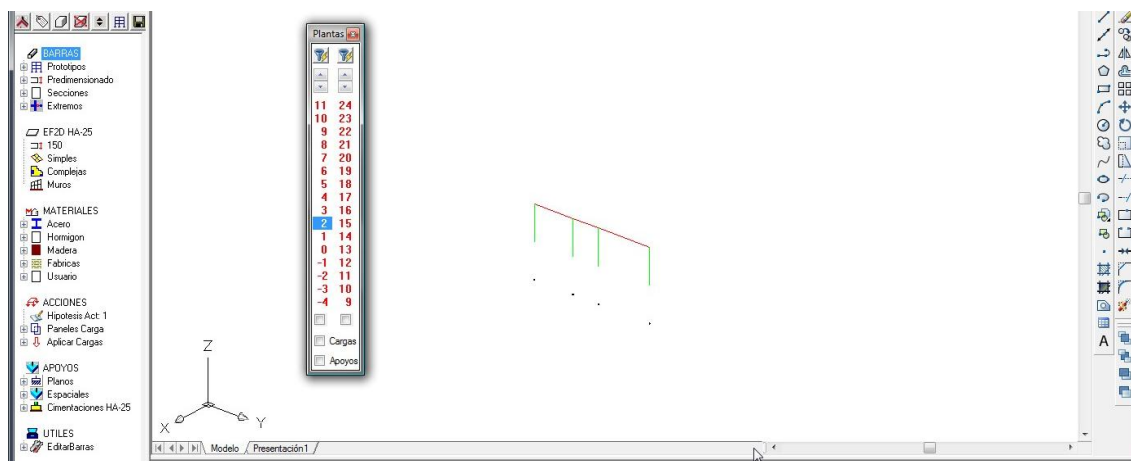 BARRAS
Prototipos
Predimensionado
Secciones
Extremos
EF2D HA-25
150
Simples
Complejas
Muros
MATERIALES
Acero
Hormigon
Madera
Fabricas
Usuario
ACCIONES
Hipotesis Act: 1
Paneles Carga
Aplicar Cargas
APOYOS
Planos
Espaciales
Cimentaciones HA-25
UTILES
EditarBarras
Plantas
11 24
10 23
9 22
8 21
7 20
6 19
5 18
4 17
3 16
2 15
1 14
0 13
-1 12
-2 11
-3 10
-4 9
Cargas
Apoyos
Z
X
Y
Modelo
Presentación1
A